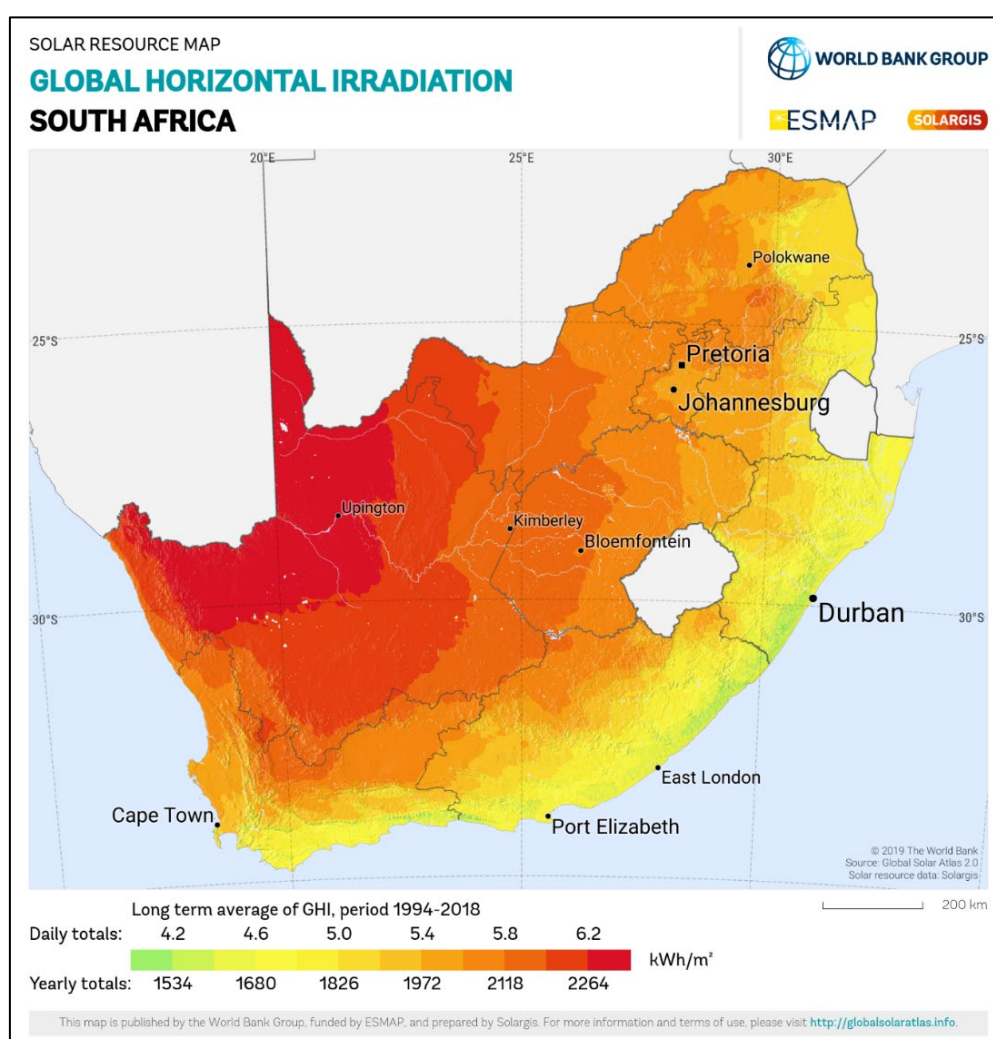 SOLAR RESOURCE MAP
GLOBAL HORIZONTAL IRRADIATION
SOUTH AFRICA
WORLD BANK GROUP
ESMAP
SOLARGIS
20°E
25°E
30°E
Polokwane
25°S
25°S
Pretoria
Johannesburg
Upington
Kimberley
Bloemfontein
Durban
30°S
30°S
East London
Cape Town
Port Elizabeth
© 2019 The World Bank
Source: Global Solar Atlas 2.0
Solar resource data: Solargis
200 km
Long term average of GHI, period 1994-2018
Daily totals: 4.2 4.6 5.0 5.4 5.8 6.2
kWh/m²
Yearly totals: 1534 1680 1826 1972 2118 2264
This map is published by the World Bank Group, funded by ESMAP, and prepared by Solargis. For more information and terms of use, please visit http://globalsolaratlas.info.